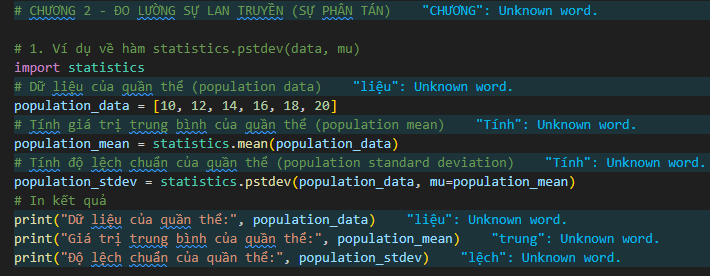 # CHƯƠNG 2 - ĐO LƯỜNG SỰ LAN TRUYỀN (SỰ PHÂN TÁN) "CHƯƠNG": Unknown word.
# 1. Ví dụ về hàm statistics.pstdev(data, mu)
import statistics
# Dữ liệu của quần thể (population data) "liệu": Unknown word.
population_data = [10, 12, 14, 16, 18, 20]
# Tính giá trị trung bình của quần thể (population mean) "Tính": Unknown word.
population_mean = statistics.mean(population_data)
# Tính độ lệch chuẩn của quần thể (population standard deviation) "Tính": Unknown word.
population_stdev = statistics.pstdev(population_data, mu=population_mean)
# In kết quả
print("Dữ liệu của quần thể:", population_data) "liệu": Unknown word.
print("Giá trị trung bình của quần thể:", population_mean) "trung": Unknown word.
print("Độ lệch chuẩn của quần thể:", population_stdev) "lệch": Unknown word.